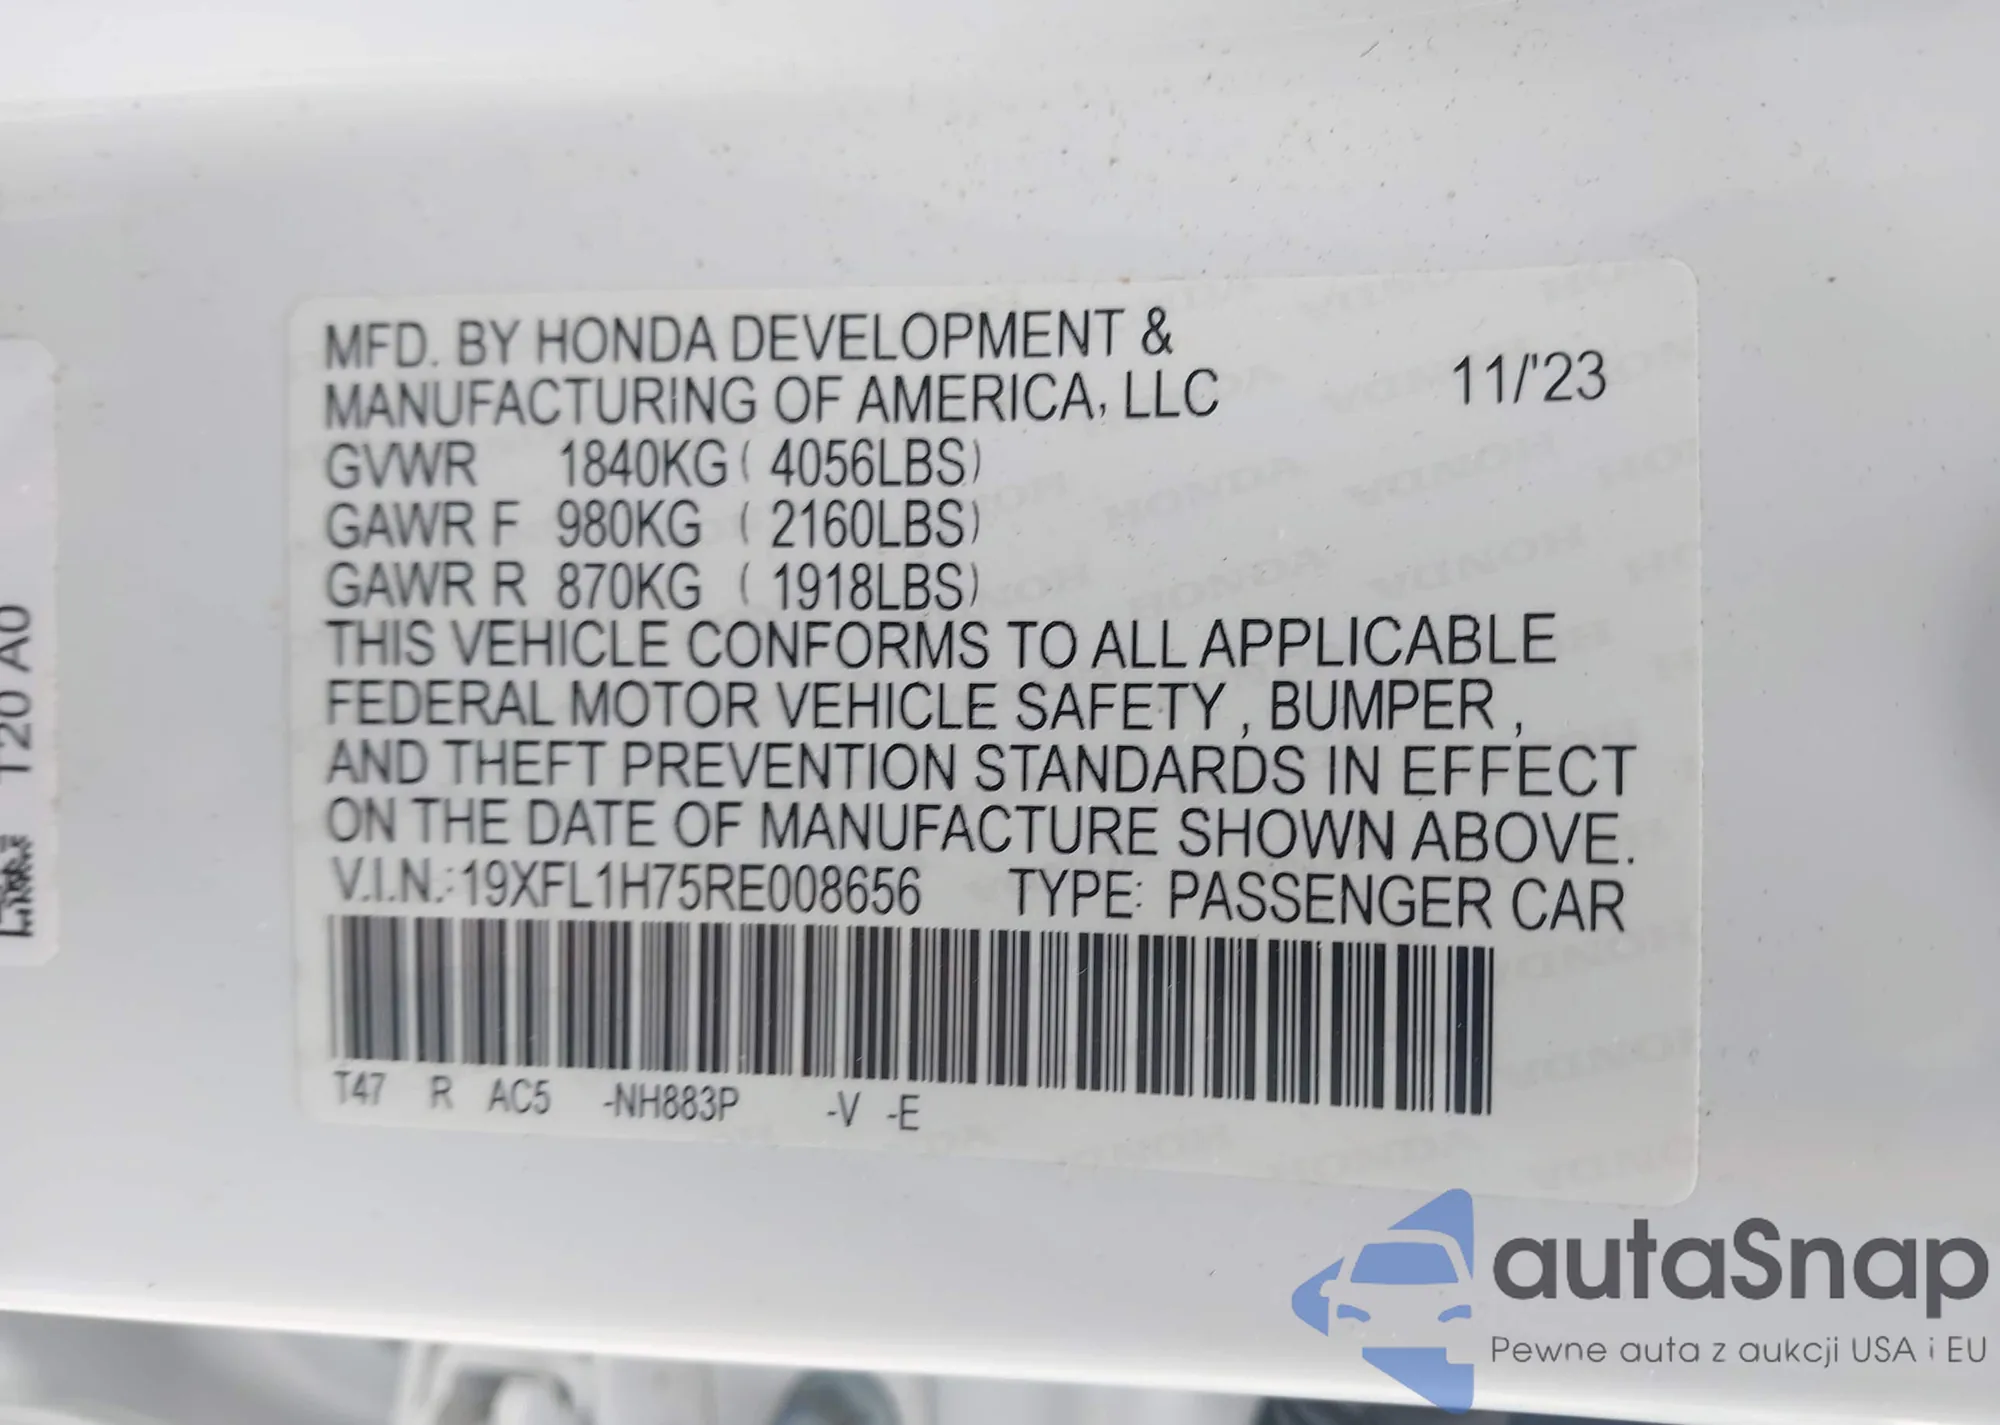 MFD. BY HONDA DEVELOPMENT &
MANUFACTURING OF AMERICA, LLC
11/'23
GVWR 1840KG ( 4056LBS)
GAWR F 980KG ( 2160LBS)
GAWR R 870KG ( 1918LBS)
THIS VEHICLE CONFORMS TO ALL APPLICABLE
FEDERAL MOTOR VEHICLE SAFETY , BUMPER ,
AND THEFT PREVENTION STANDARDS IN EFFECT
ON THE DATE OF MANUFACTURE SHOWN ABOVE.
V.I.N.:19XFL1H75RE008656 TYPE: PASSENGER CAR
T47 R AC5 -NH883P -V -E
T20 A0
autaSnap
Pewne auta z aukcji USA i EU